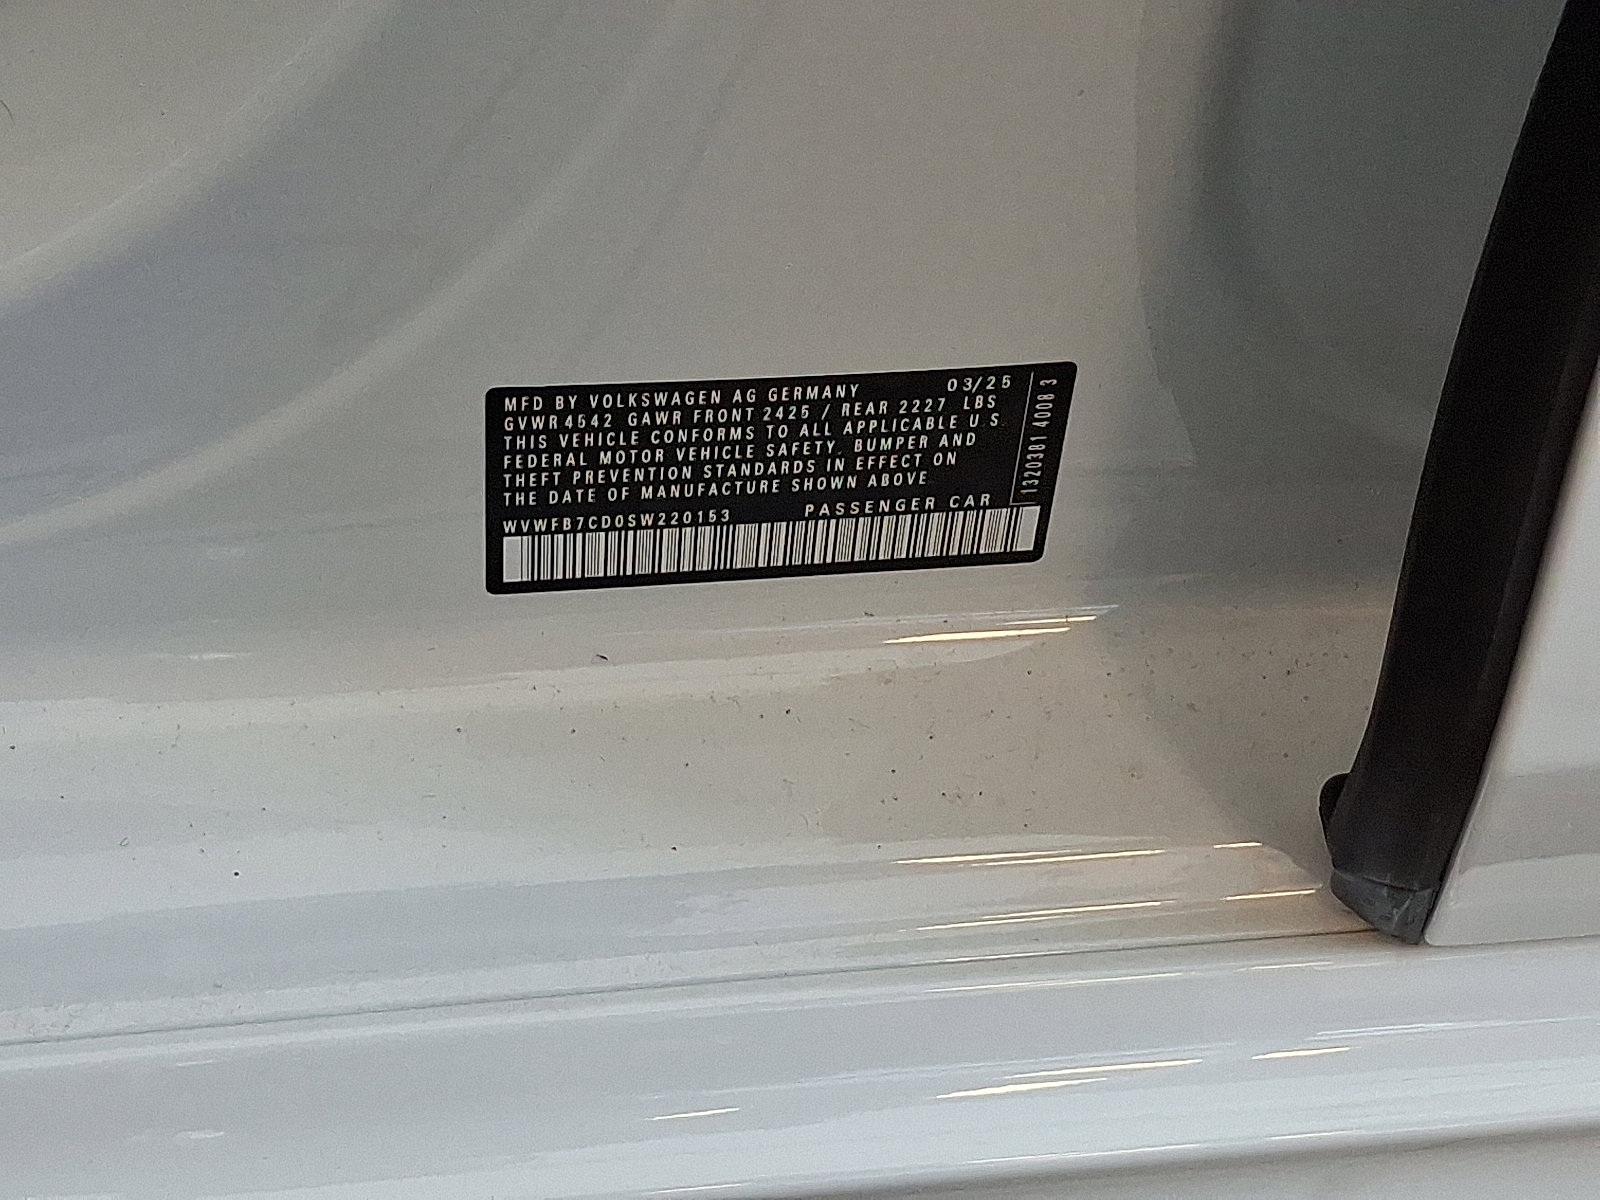 MFD BY VOLKSWAGEN AG GERMANY 03/25
GVWR 4542 GAWR FRONT 2425 / REAR 2227 LBS
THIS VEHICLE CONFORMS TO ALL APPLICABLE U.S.
FEDERAL MOTOR VEHICLE SAFETY, BUMPER AND
THEFT PREVENTION STANDARDS IN EFFECT ON
THE DATE OF MANUFACTURE SHOWN ABOVE
WVWFB7CD0SW220153 PASSENGER CAR
1320381 4008 3